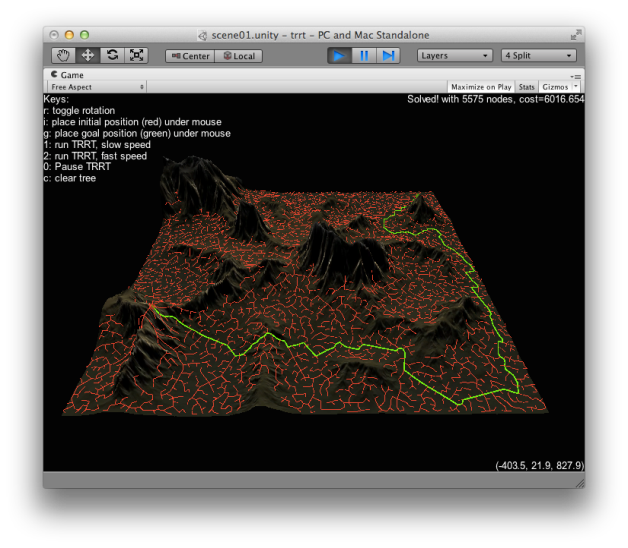 scene01.unity - trrt - PC and Mac Standalone
Center Local Layers 4 Split
Game
Free Aspect Maximize on Play Stats Gizmos
Keys: Solved! with 5575 nodes, cost=6016.654
r: toggle rotation
i: place initial position (red) under mouse
g: place goal position (green) under mouse
1: run TRRT, slow speed
2: run TRRT, fast speed
0: Pause TRRT
c: clear tree
(-403.5, 21.9, 827.9)